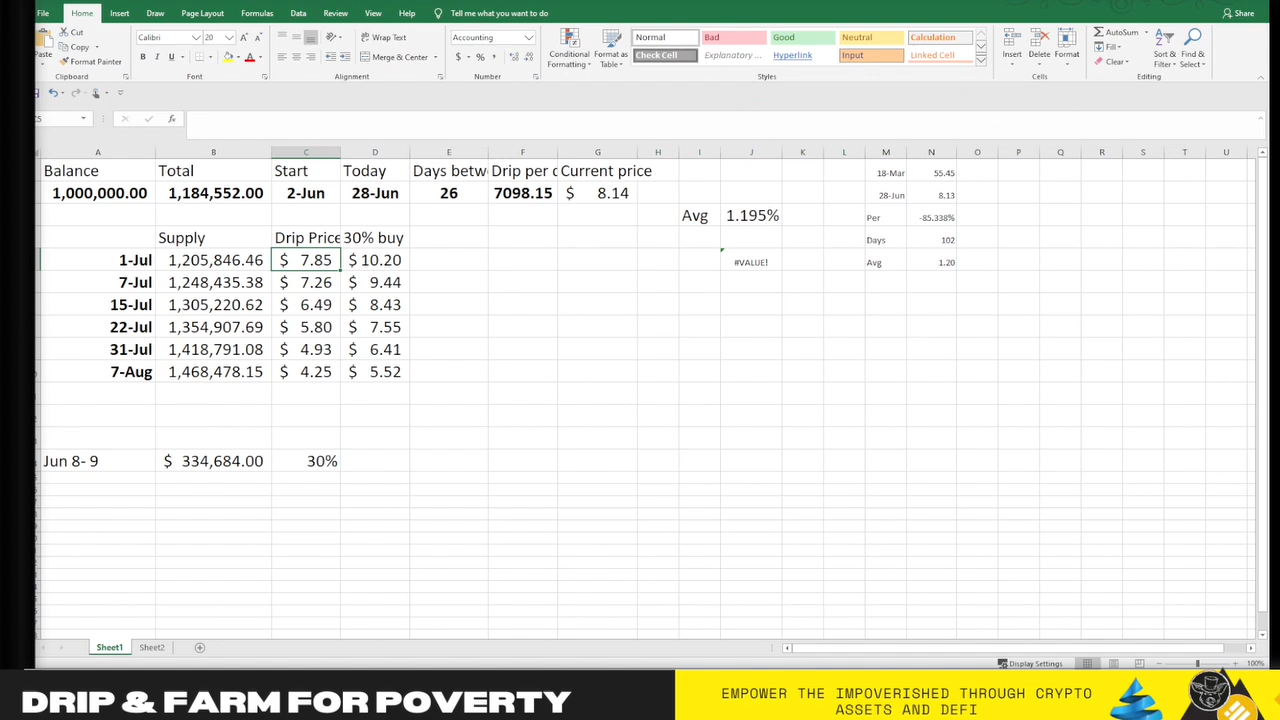 File Home Insert Draw Page Layout Formulas Data Review View Help Tell me what you want to do Share
Cut
Copy
Format Painter
Paste
Clipboard
Calibri 20
Font
Wrap Text
Merge & Center
Alignment
Accounting
$ %
Number
Conditional Formatting
Format as Table
Normal Bad Good Neutral Calculation
Check Cell Explanatory ... Hyperlink Input Linked Cell
Styles
Insert Delete Format
Cells
AutoSum
Fill
Clear
Sort & Filter
Find & Select
Editing
fx
A B C D E F G H I J K L M N O P Q R S T U
Balance Total Start Today Days betw Drip per Current price 18-Mar 55.45
1,000,000.00 1,184,552.00 2-Jun 28-Jun 26 7098.15 $ 8.14 28-Jun 8.13
Avg 1.195% Per -85.338%
Supply Drip Price 30% buy Days 102
1-Jul 1,205,846.46 $ 7.85 $ 10.20 #VALUE! Avg 1.20
7-Jul 1,248,435.38 $ 7.26 $ 9.44
15-Jul 1,305,220.62 $ 6.49 $ 8.43
22-Jul 1,354,907.69 $ 5.80 $ 7.55
31-Jul 1,418,791.08 $ 4.93 $ 6.41
7-Aug 1,468,478.15 $ 4.25 $ 5.52
Jun 8- 9 $ 334,684.00 30%
Sheet1 Sheet2
Display Settings 100%
DRIP & FARM FOR POVERTY
EMPOWER THE IMPOVERISHED THROUGH CRYPTO
ASSETS AND DEFI